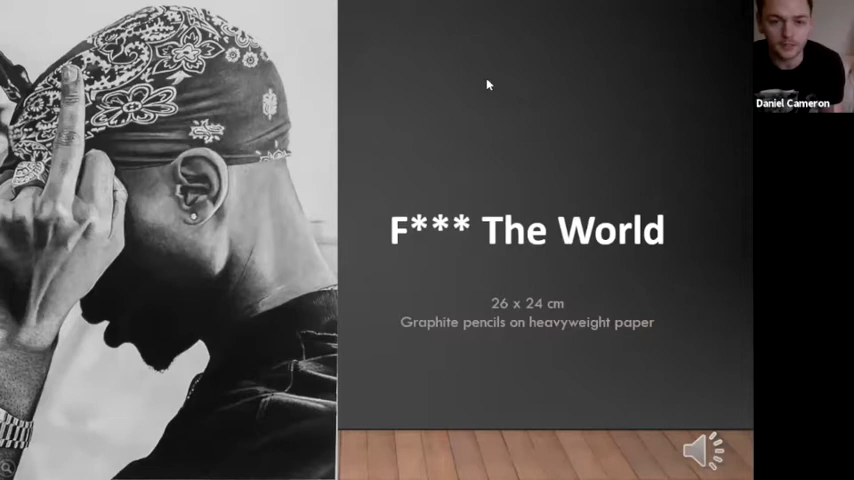 F*** The World
26 x 24 cm
Graphite pencils on heavyweight paper
Daniel Cameron